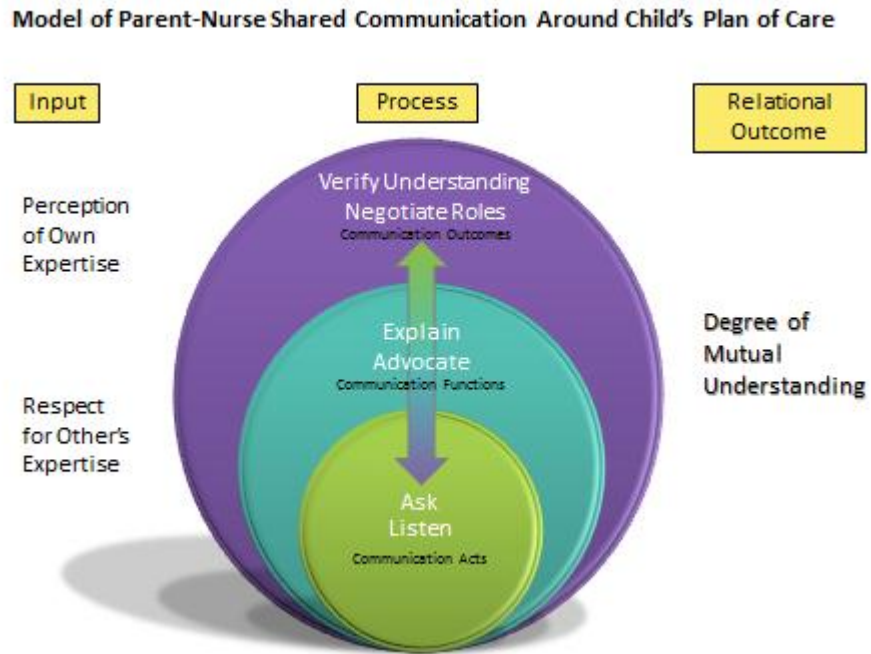 Model of Parent-Nurse Shared Communication Around Child's Plan of Care
Input
Process
Relational
Outcome
Perception
of Own
Expertise
Respect
for Other's
Expertise
Verify Understanding
Negotiate Roles
Communication Outcomes
Explain
Advocate
Communication Functions
Ask
Listen
Communication Acts
Degree of
Mutual
Understanding